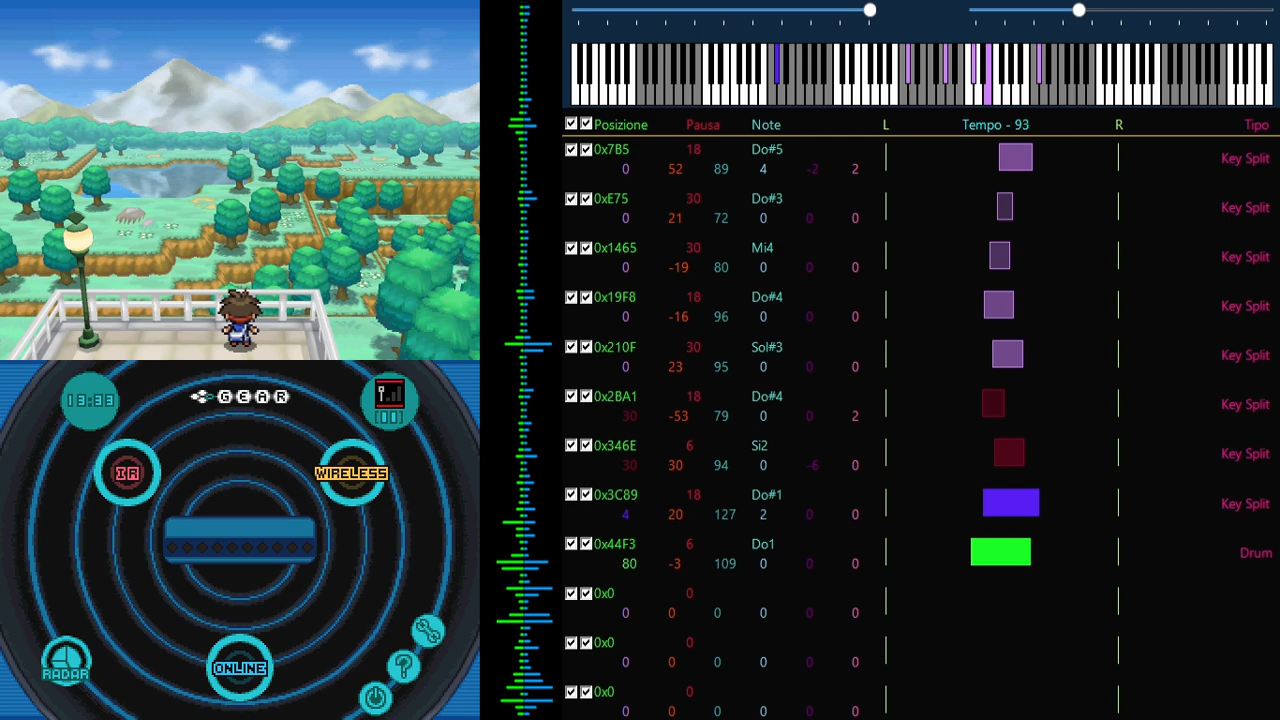 13:33
C-GEAR
IR
WIRELESS
RADAR
ONLINE
?
Posizione Pausa Note L Tempo - 93 R Tipo
0x7B5 18 Do#5
0 52 89 4 -2 2 Key Split
0xE75 30 Do#3
0 21 72 0 0 0 Key Split
0x1465 30 Mi4
0 -19 80 0 0 0 Key Split
0x19F8 18 Do#4
0 -16 96 0 0 0 Key Split
0x210F 30 Sol#3
0 23 95 0 0 0 Key Split
0x2BA1 18 Do#4
30 -53 79 0 0 2 Key Split
0x346E 6 Si2
30 30 94 0 -6 0 Key Split
0x3C89 18 Do#1
4 20 127 2 0 0 Key Split
0x44F3 6 Do1
80 -3 109 0 0 0 Drum
0x0 0
0 0 0 0 0 0
0x0 0
0 0 0 0 0 0
0x0 0
0 0 0 0 0 0